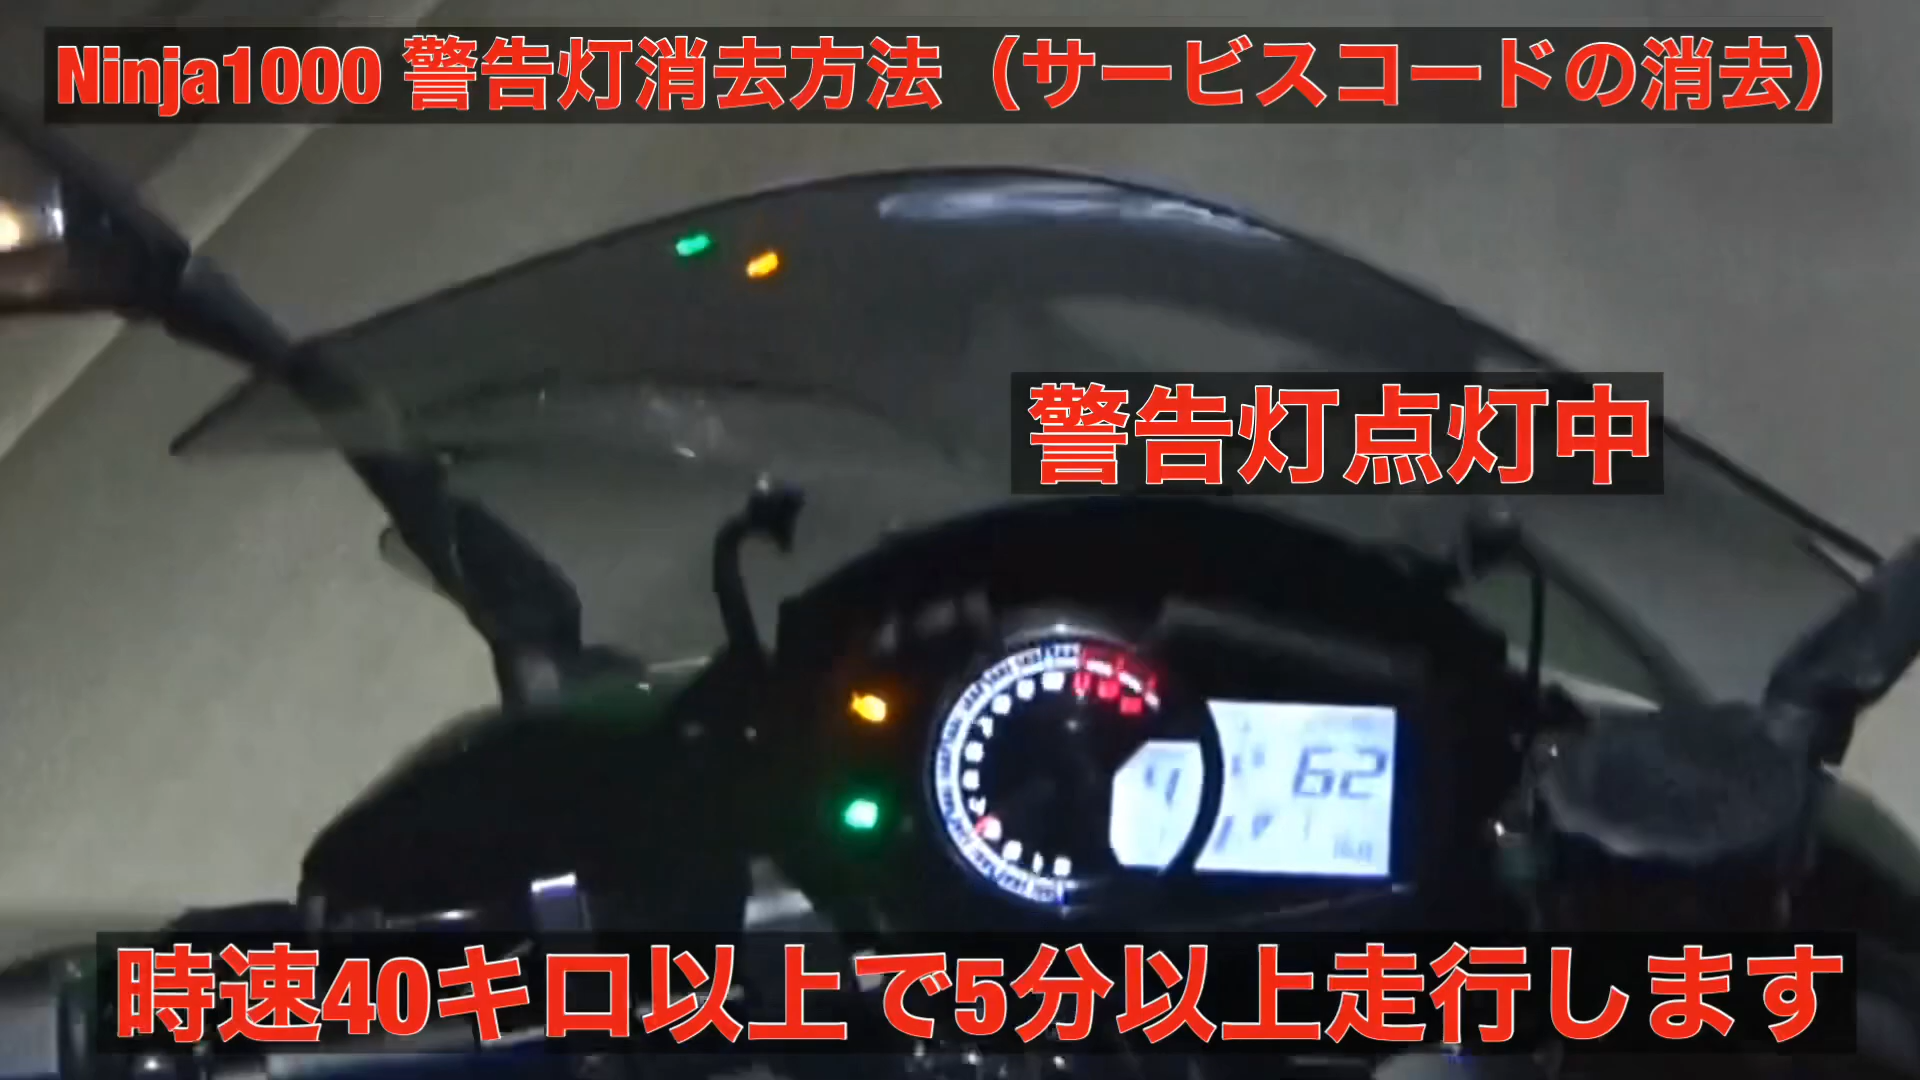 Ninja1000 警告灯消去方法（サービスコードの消去）
警告灯点灯中
62
時速40キロ以上で5分以上走行します